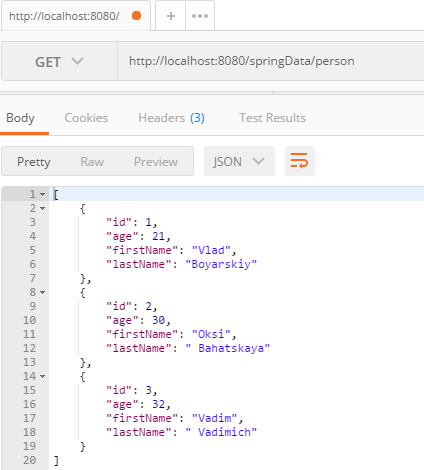 http://localhost:8080/ + •••
GET http://localhost:8080/springData/person
Body Cookies Headers (3) Test Results
Pretty Raw Preview JSON
1 [
2 {
3 "id": 1,
4 "age": 21,
5 "firstName": "Vlad",
6 "lastName": "Boyarskiy"
7 },
8 {
9 "id": 2,
10 "age": 30,
11 "firstName": "Oksi",
12 "lastName": " Bahatskaya"
13 },
14 {
15 "id": 3,
16 "age": 32,
17 "firstName": "Vadim",
18 "lastName": " Vadimich"
19 }
20 ]